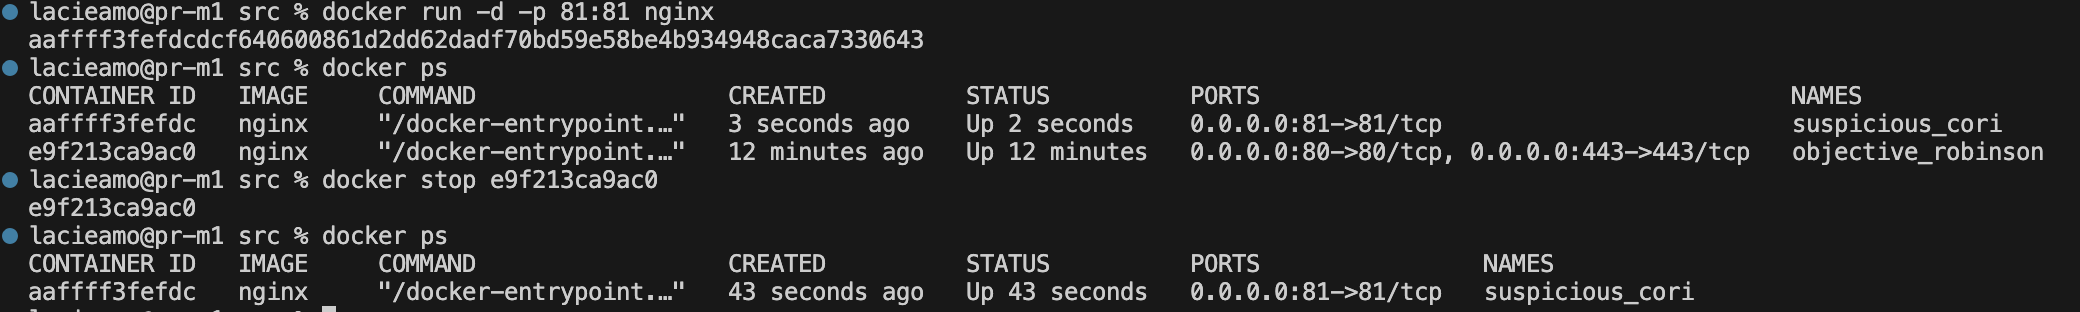 lacieamo@pr-m1 src % docker run -d -p 81:81 nginx
aaffff3fefdcdcf640600861d2dd62dadf70bd59e58be4b934948caca7330643
lacieamo@pr-m1 src % docker ps
CONTAINER ID   IMAGE     COMMAND                  CREATED          STATUS          PORTS                                      NAMES
aaffff3fefdc   nginx     "/docker-entrypoint.…"   3 seconds ago    Up 2 seconds    0.0.0.0:81->81/tcp                         suspicious_cori
e9f213ca9ac0   nginx     "/docker-entrypoint.…"   12 minutes ago   Up 12 minutes   0.0.0.0:80->80/tcp, 0.0.0.0:443->443/tcp   objective_robinson
lacieamo@pr-m1 src % docker stop e9f213ca9ac0
e9f213ca9ac0
lacieamo@pr-m1 src % docker ps
CONTAINER ID   IMAGE     COMMAND                  CREATED          STATUS          PORTS                NAMES
aaffff3fefdc   nginx     "/docker-entrypoint.…"   43 seconds ago   Up 43 seconds   0.0.0.0:81->81/tcp   suspicious_cori